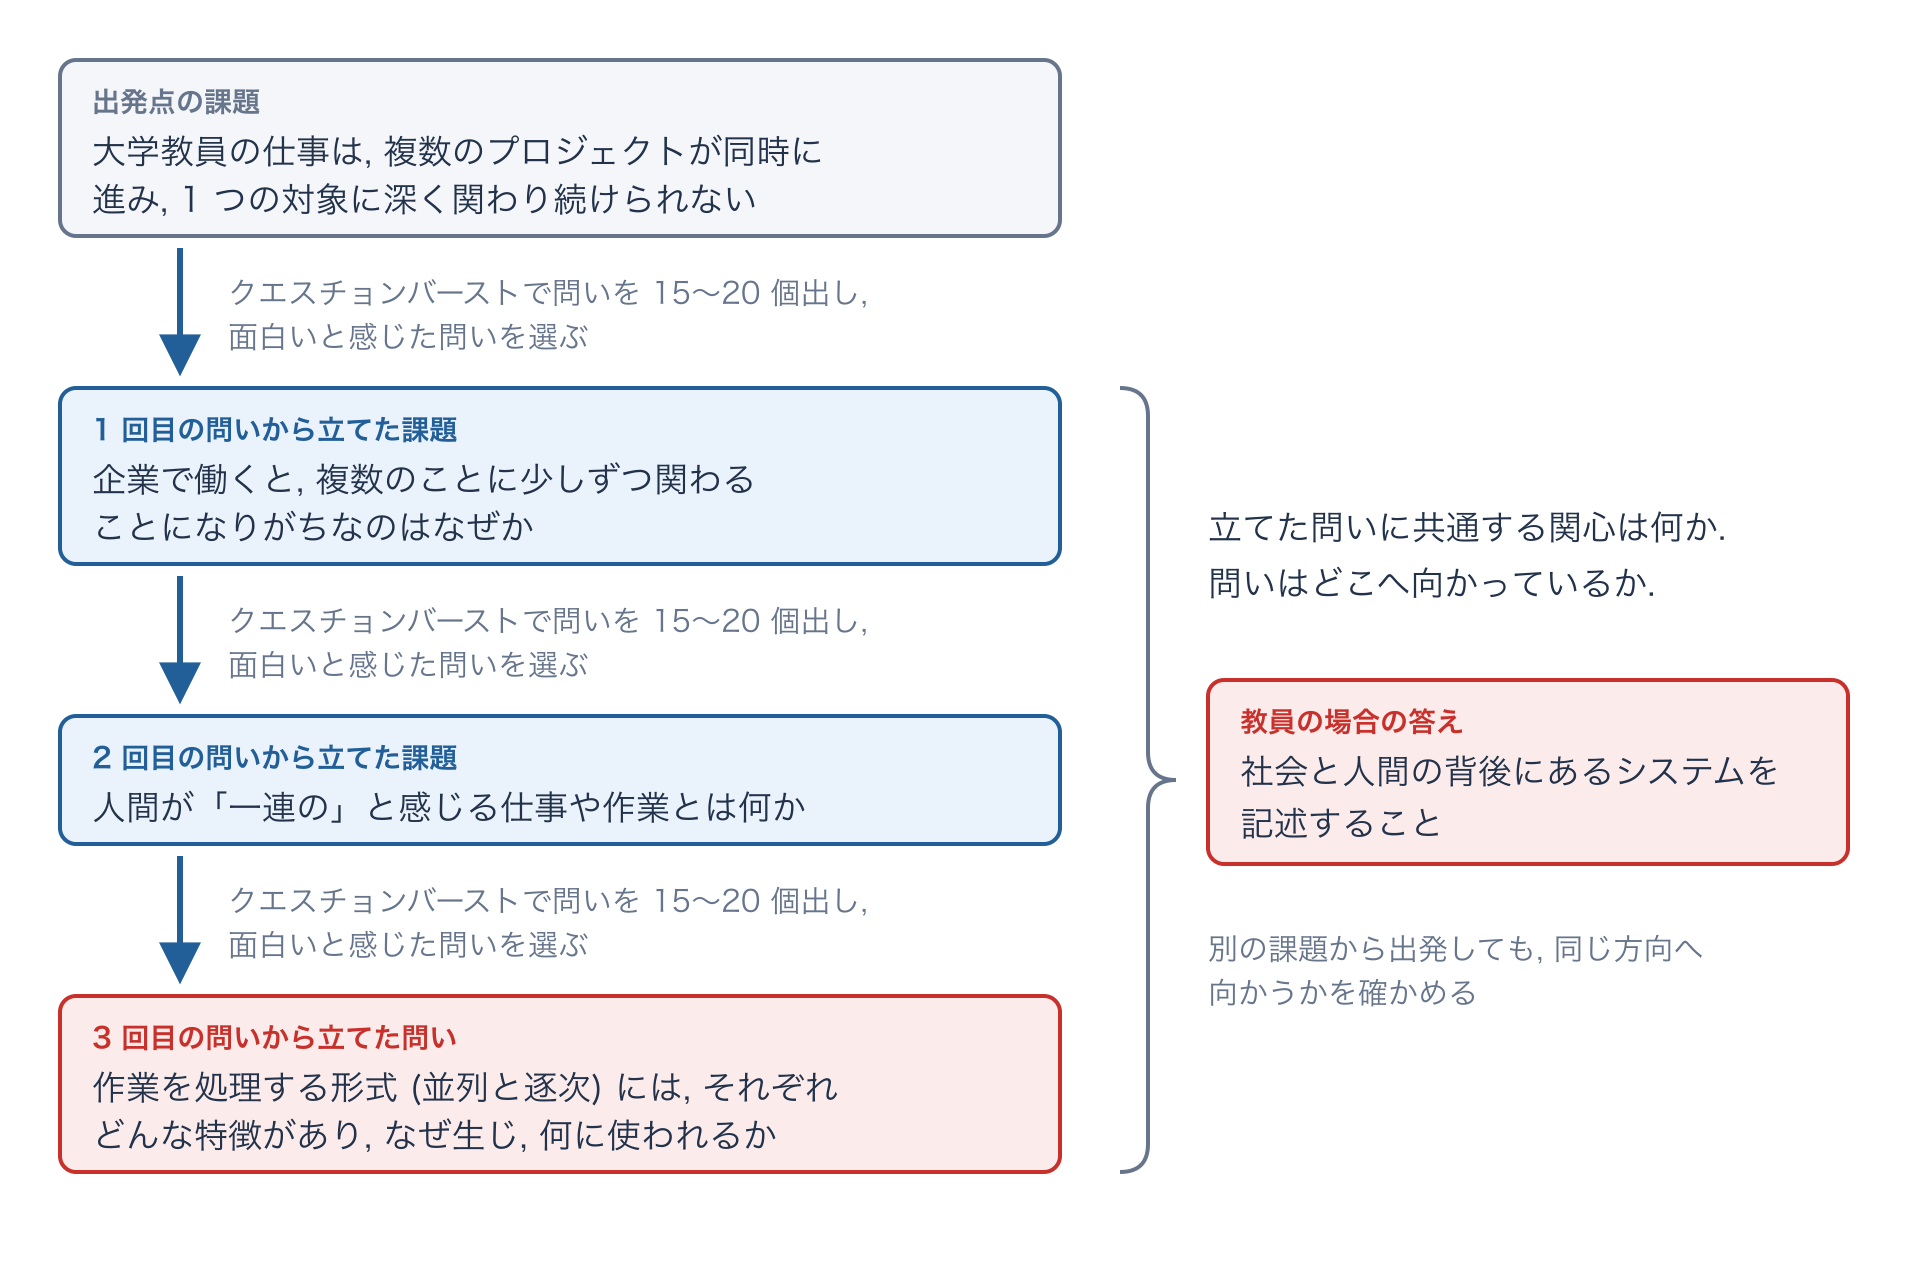 出発点の課題
大学教員の仕事は, 複数のプロジェクトが同時に
進み, 1 つの対象に深く関わり続けられない
クエスチョンバーストで問いを 15〜20 個出し,
面白いと感じた問いを選ぶ
1 回目の問いから立てた課題
企業で働くと, 複数のことに少しずつ関わる
ことになりがちなのはなぜか
クエスチョンバーストで問いを 15〜20 個出し,
面白いと感じた問いを選ぶ
2 回目の問いから立てた課題
人間が「一連の」と感じる仕事や作業とは何か
クエスチョンバーストで問いを 15〜20 個出し,
面白いと感じた問いを選ぶ
3 回目の問いから立てた問い
作業を処理する形式 (並列と逐次) には, それぞれ
どんな特徴があり, なぜ生じ, 何に使われるか
立てた問いに共通する関心は何か.
問いはどこへ向かっているか.
教員の場合の答え
社会と人間の背後にあるシステムを
記述すること
別の課題から出発しても, 同じ方向へ
向かうかを確かめる